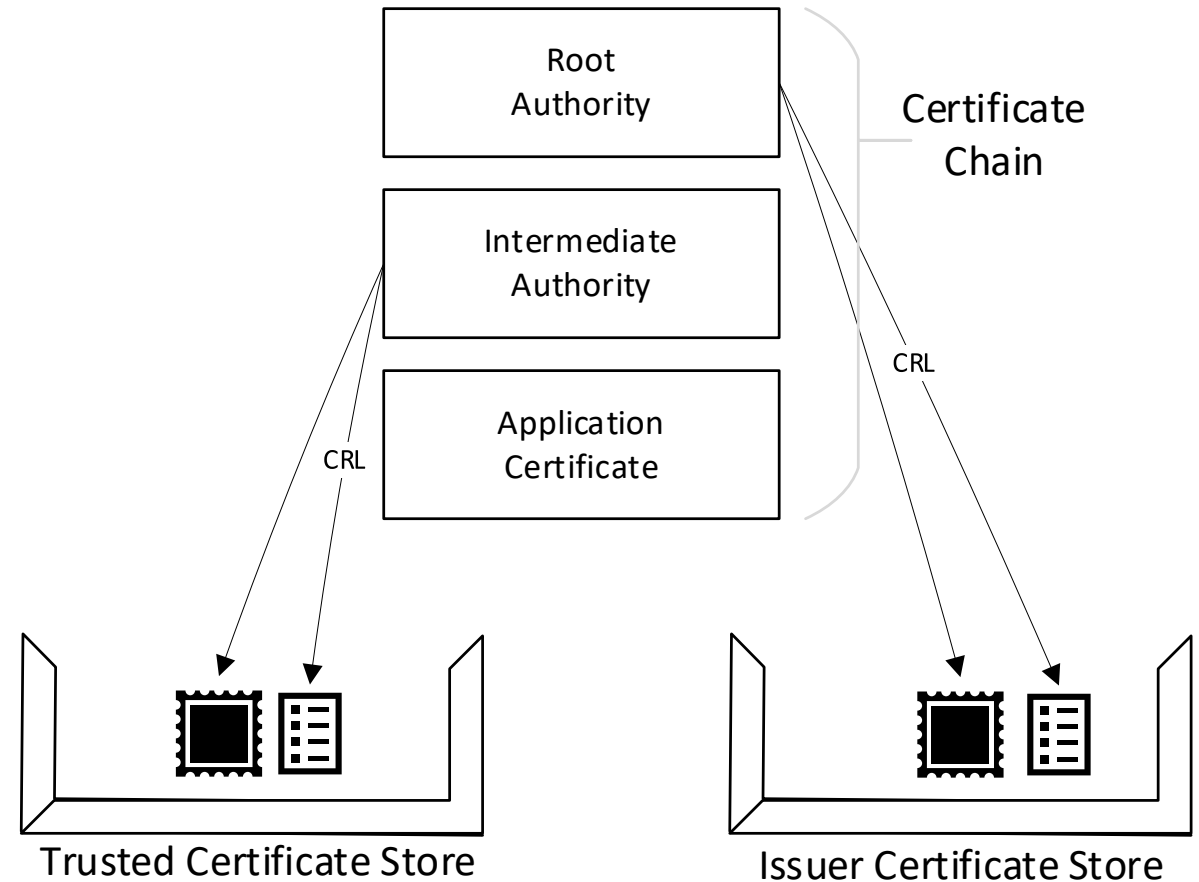 Root
Authority
Certificate
Chain
Intermediate
Authority
CRL
Application
Certificate
CRL
Trusted Certificate Store
Issuer Certificate Store